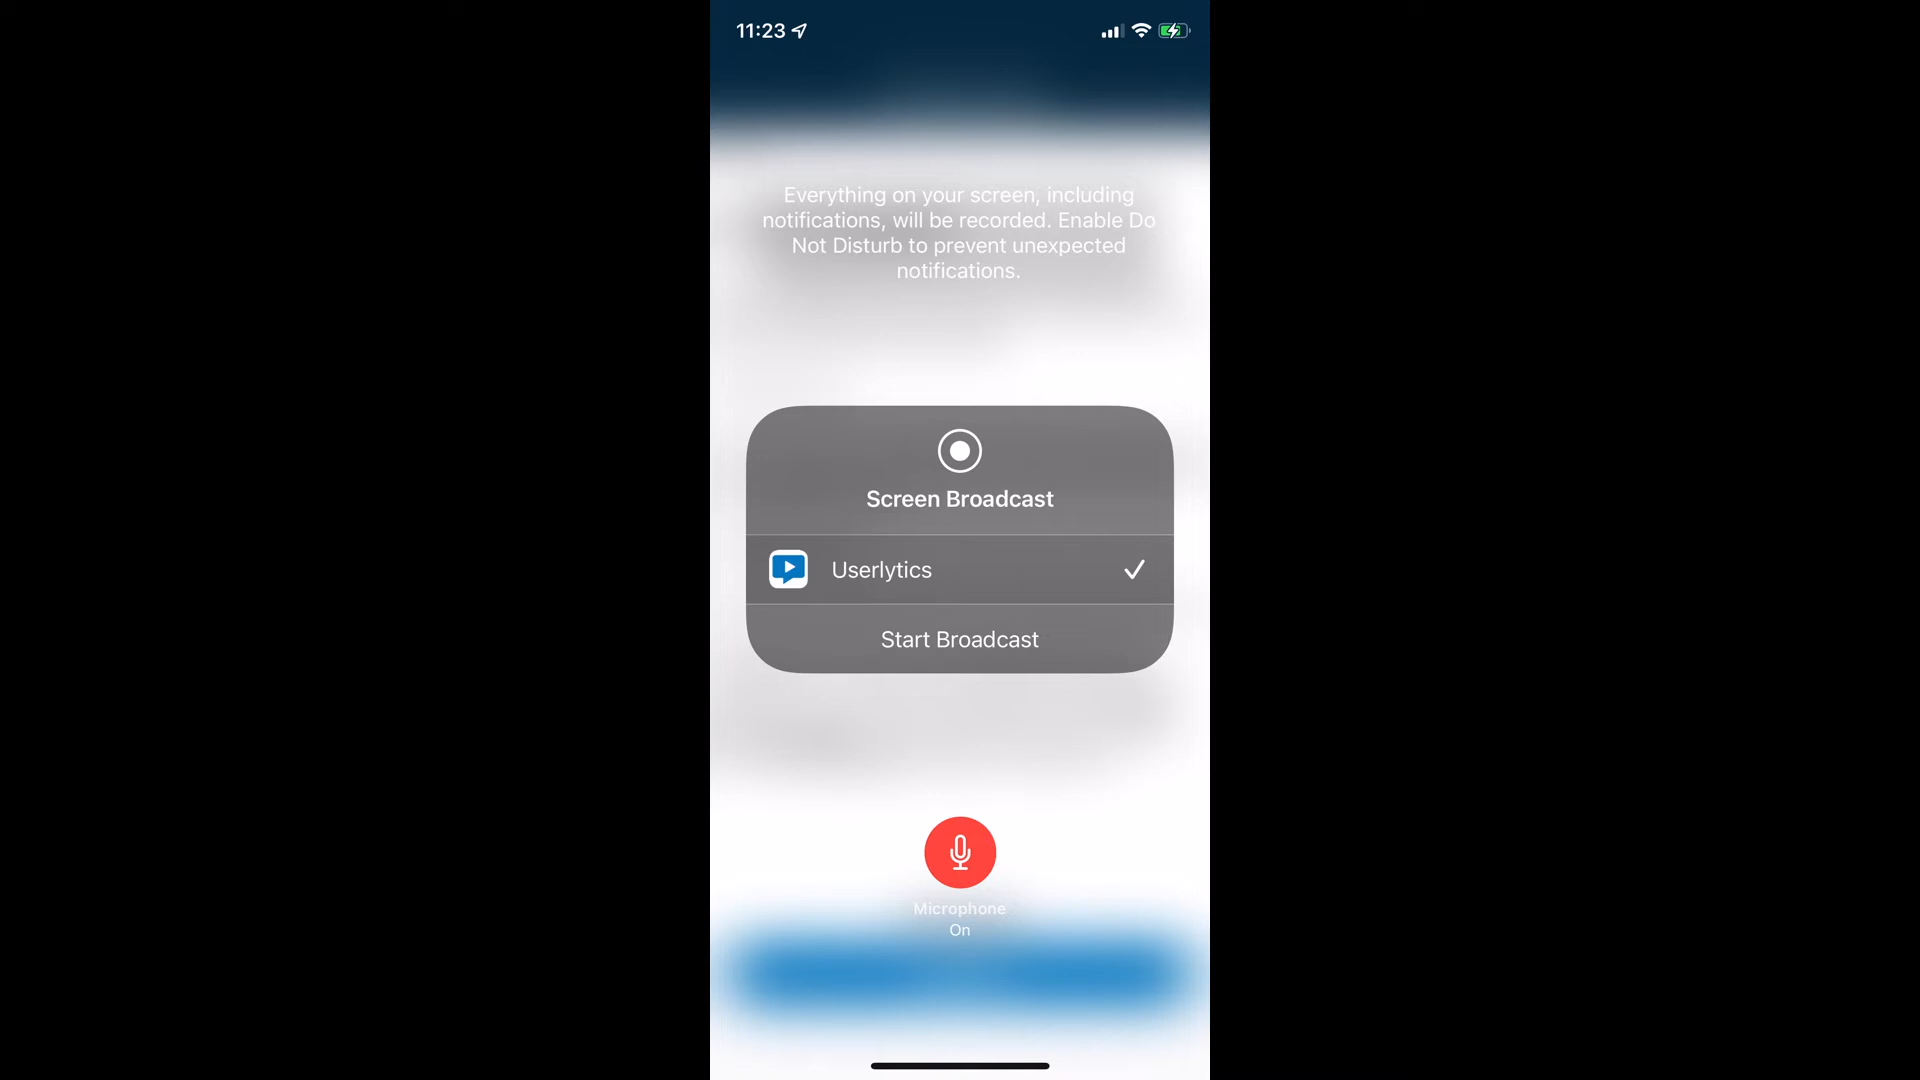 11:23
Everything on your screen, including
notifications, will be recorded. Enable Do
Not Disturb to prevent unexpected
notifications.
Screen Broadcast
Userlytics
Start Broadcast
Microphone
On